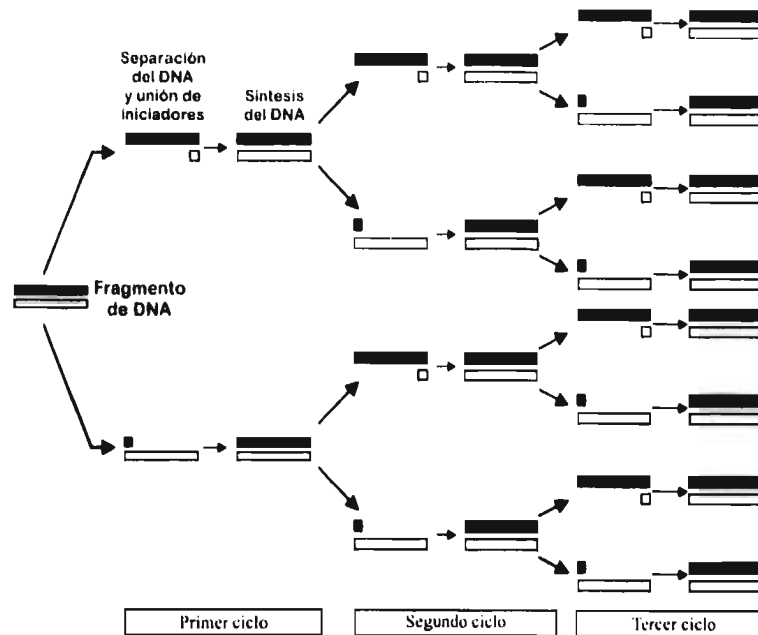 Separación
del DNA
y unión de
iniciadores
Síntesis
del DNA
Fragmento
de DNA
Primer ciclo
Segundo ciclo
Tercer ciclo